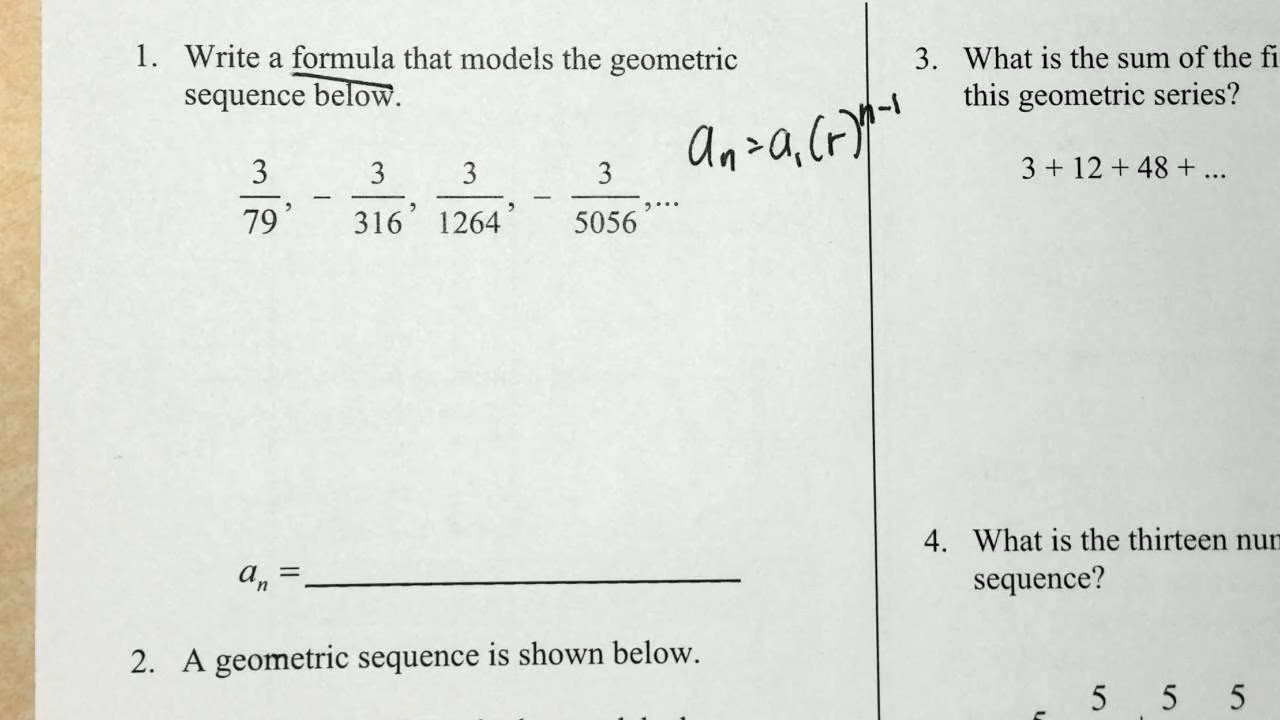 1. Write a formula that models the geometric
sequence below.
3/79, - 3/316, 3/1264, - 3/5056,...
aₙ = a₁(r)ⁿ⁻¹
aₙ =
2. A geometric sequence is shown below.
3. What is the sum of the fi
this geometric series?
3 + 12 + 48 + ...
4. What is the thirteen
sequence?
5 5 5